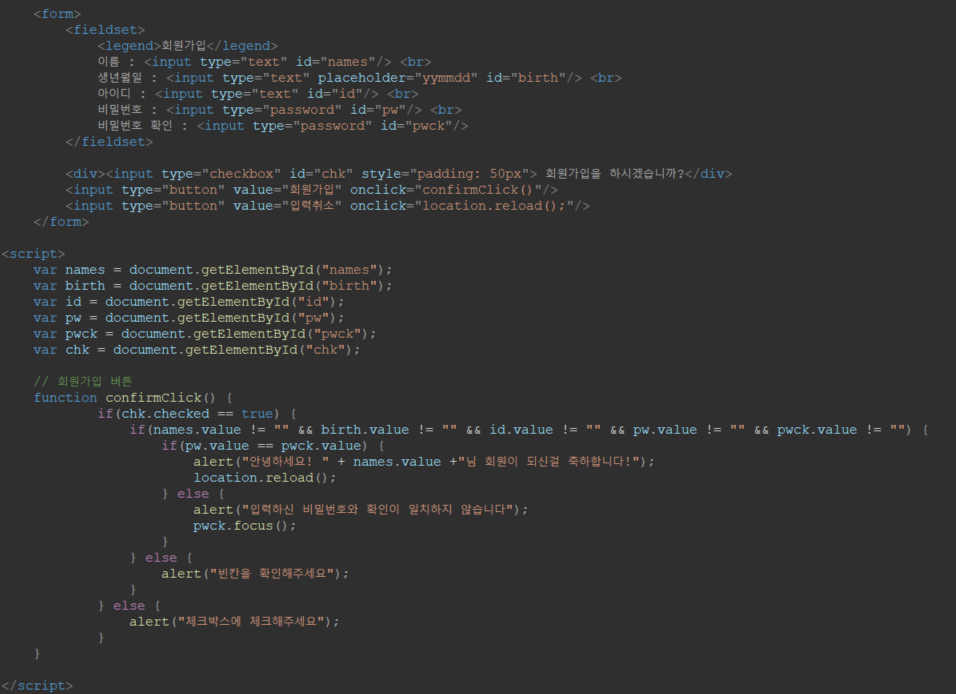 <form>
<fieldset>
<legend>회원가입</legend>
이름 : <input type="text" id="names"/> <br>
생년월일 : <input type="text" placeholder="yymmdd" id="birth"/> <br>
아이디 : <input type="text" id="id"/> <br>
비밀번호 : <input type="password" id="pw"/> <br>
비밀번호 확인 : <input type="password" id="pwck"/>
</fieldset>
<div><input type="checkbox" id="chk" style="padding: 50px"> 회원가입을 하시겠습니까?</div>
<input type="button" value="회원가입" onclick="confirmClick()"/>
<input type="button" value="입력취소" onclick="location.reload();"/>
</form>
<script>
var names = document.getElementById("names");
var birth = document.getElementById("birth");
var id = document.getElementById("id");
var pw = document.getElementById("pw");
var pwck = document.getElementById("pwck");
var chk = document.getElementById("chk");
// 회원가입 버튼
function confirmClick() {
if(chk.checked == true) {
if(names.value != "" && birth.value != "" && id.value != "" && pw.value != "" && pwck.value != "") {
if(pw.value == pwck.value) {
alert("안녕하세요! " + names.value +"님 회원이 되신걸 축하합니다!");
location.reload();
} else {
alert("입력하신 비밀번호와 확인이 일치하지 않습니다");
pwck.focus();
}
} else {
alert("빈칸을 확인해주세요");
}
} else {
alert("체크박스에 체크해주세요");
}
}
</script>